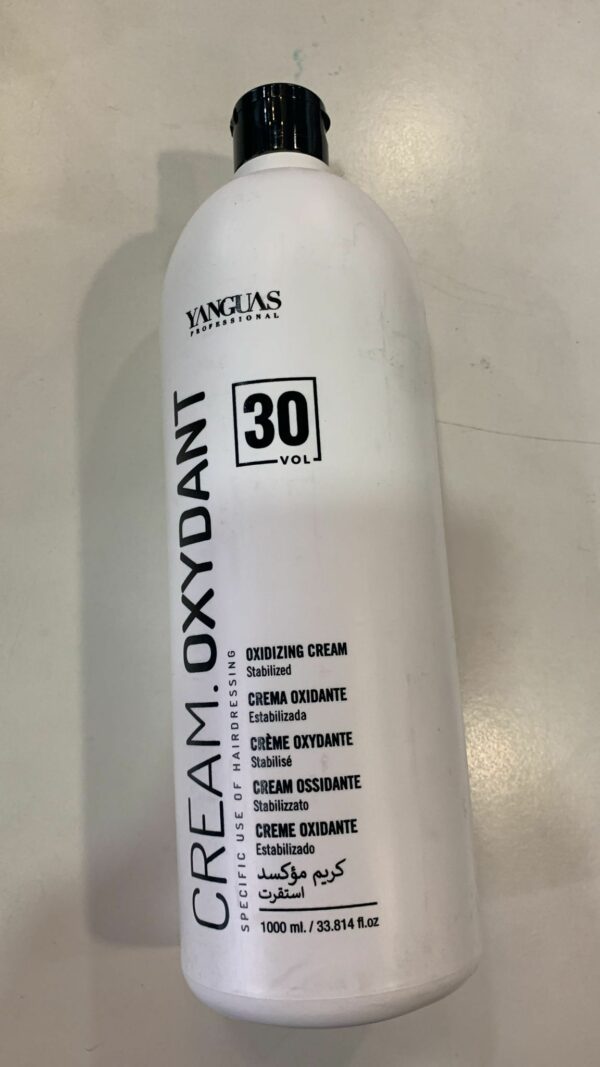 YANGUAS
PROFESSIONAL
30
VOL
CREAM.OXYDANT
SPECIFIC USE OF HAIRDRESSING
OXIDIZING CREAM
Stabilized
CREMA OXIDANTE
Estabilizada
CRÈME OXYDANTE
Stabilisé
CREAM OSSIDANTE
Stabilizzato
CREME OXIDANTE
Estabilizado
كريم مؤكسد
استقرت
1000 ml. / 33.814 fl.oz